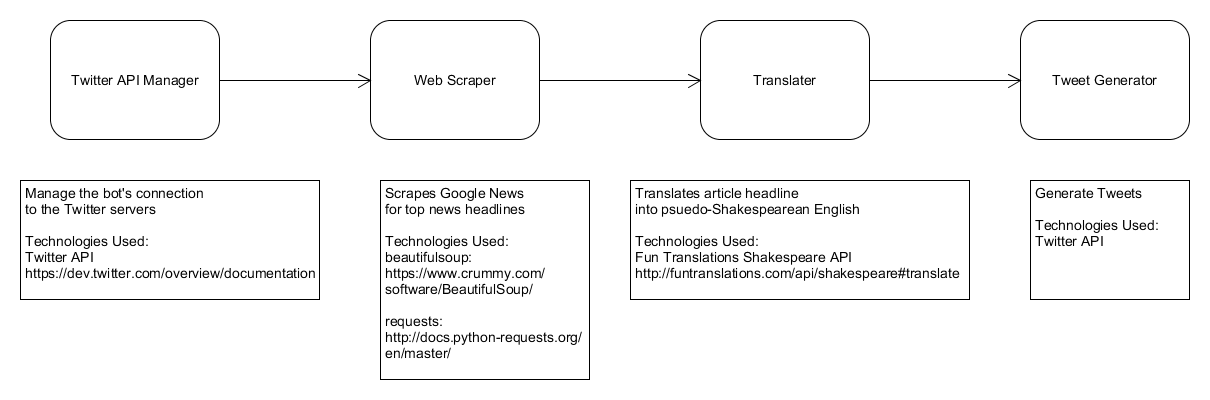 Twitter API Manager
Web Scraper
Translater
Tweet Generator
Manage the bot's connection
to the Twitter servers
Technologies Used:
Twitter API
https://dev.twitter.com/overview/documentation
Scrapes Google News
for top news headlines
Technologies Used:
beautifulsoup:
https://www.crummy.com/
software/BeautifulSoup/
requests:
http://docs.python-requests.org/
en/master/
Translates article headline
into psuedo-Shakespearean English
Technologies Used:
Fun Translations Shakespeare API
http://funtranslations.com/api/shakespeare#translate
Generate Tweets
Technologies Used:
Twitter API